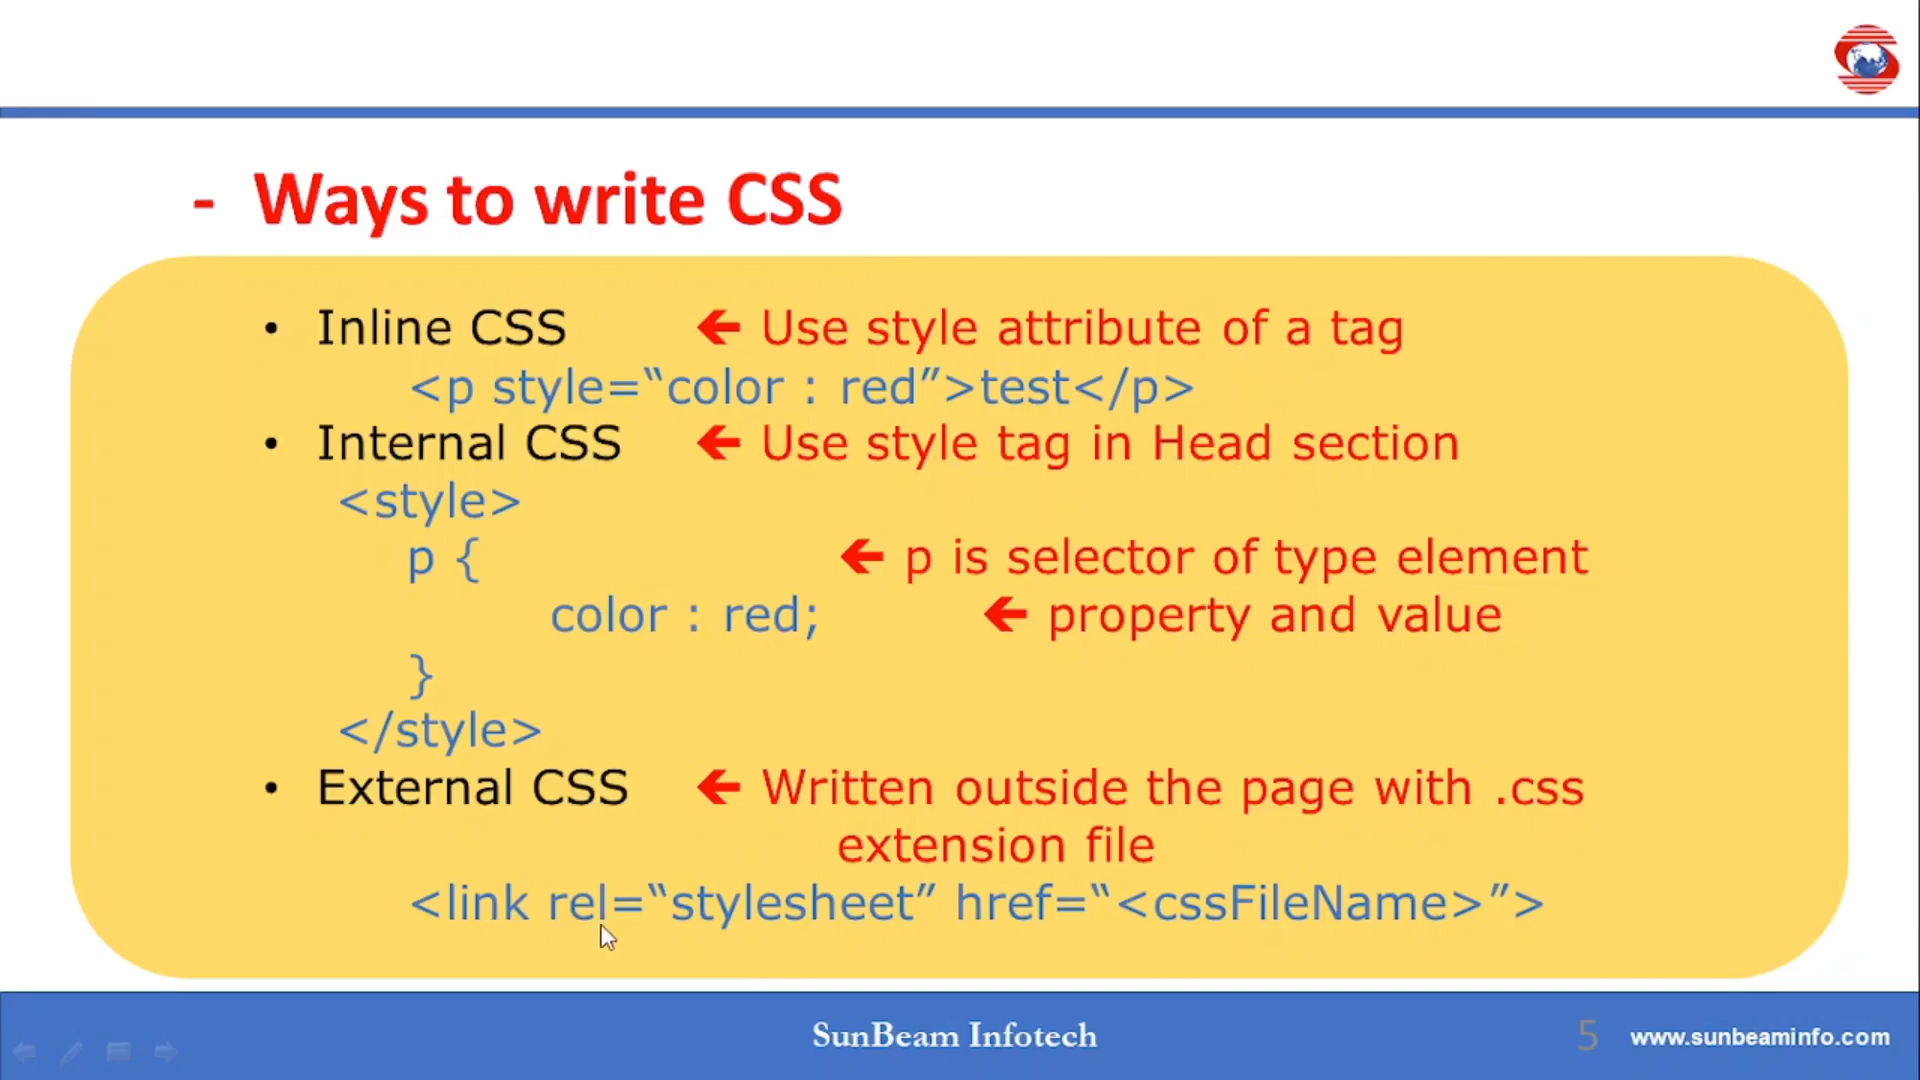 - Ways to write CSS
• Inline CSS 🡸 Use style attribute of a tag
<p style=“color : red”>test</p>
• Internal CSS 🡸 Use style tag in Head section
<style>
p { 🡸 p is selector of type element
color : red; 🡸 property and value
}
</style>
• External CSS 🡸 Written outside the page with .css
extension file
<link rel=“stylesheet” href=“<cssFileName>”>
SunBeam Infotech 5 www.sunbeaminfo.com